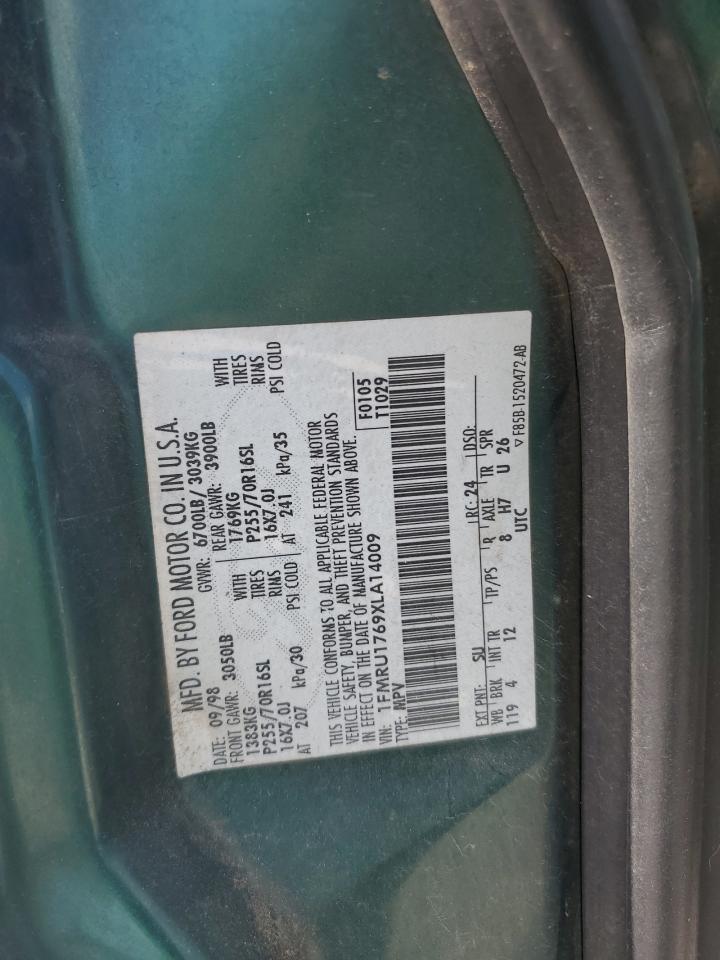 MFD. BY FORD MOTOR CO. IN U.S.A.
DATE: 09/98 GVWR: 6700LB/ 3039KG
FRONT GAWR: 3050LB REAR GAWR: 3900LB
1383KG WITH 1769KG WITH
P255/70R16SL TIRES P255/70R16SL TIRES
16X7.0J RIMS 16X7.0J RIMS
AT 207 kPa/30 PSI COLD AT 241 kPa/35 PSI COLD
THIS VEHICLE CONFORMS TO ALL APPLICABLE FEDERAL MOTOR
VEHICLE SAFETY, BUMPER, AND THEFT PREVENTION STANDARDS
IN EFFECT ON THE DATE OF MANUFACTURE SHOWN ABOVE.
VIN: 1FMRU1769XLA14009 F0105
TYPE: MPV T1029
EXT PNT: SU RC: 24 DSO:
WB BRK INT TR TP/PS R AXLE TR SPR
119 4 12 8 H7 U 26
UTC ▽ F85B-1520472-AB